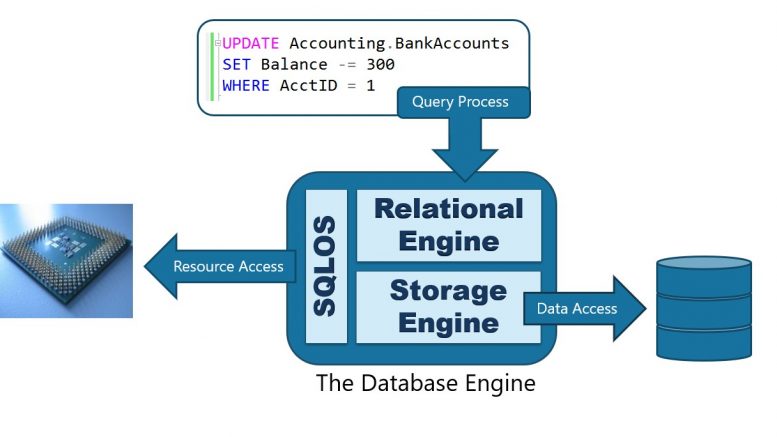 UPDATE Accounting.BankAccounts
SET Balance -= 300
WHERE AcctID = 1
Query Process
SQLOS
Relational
Engine
Resource Access
Storage
Engine
Data Access
The Database Engine